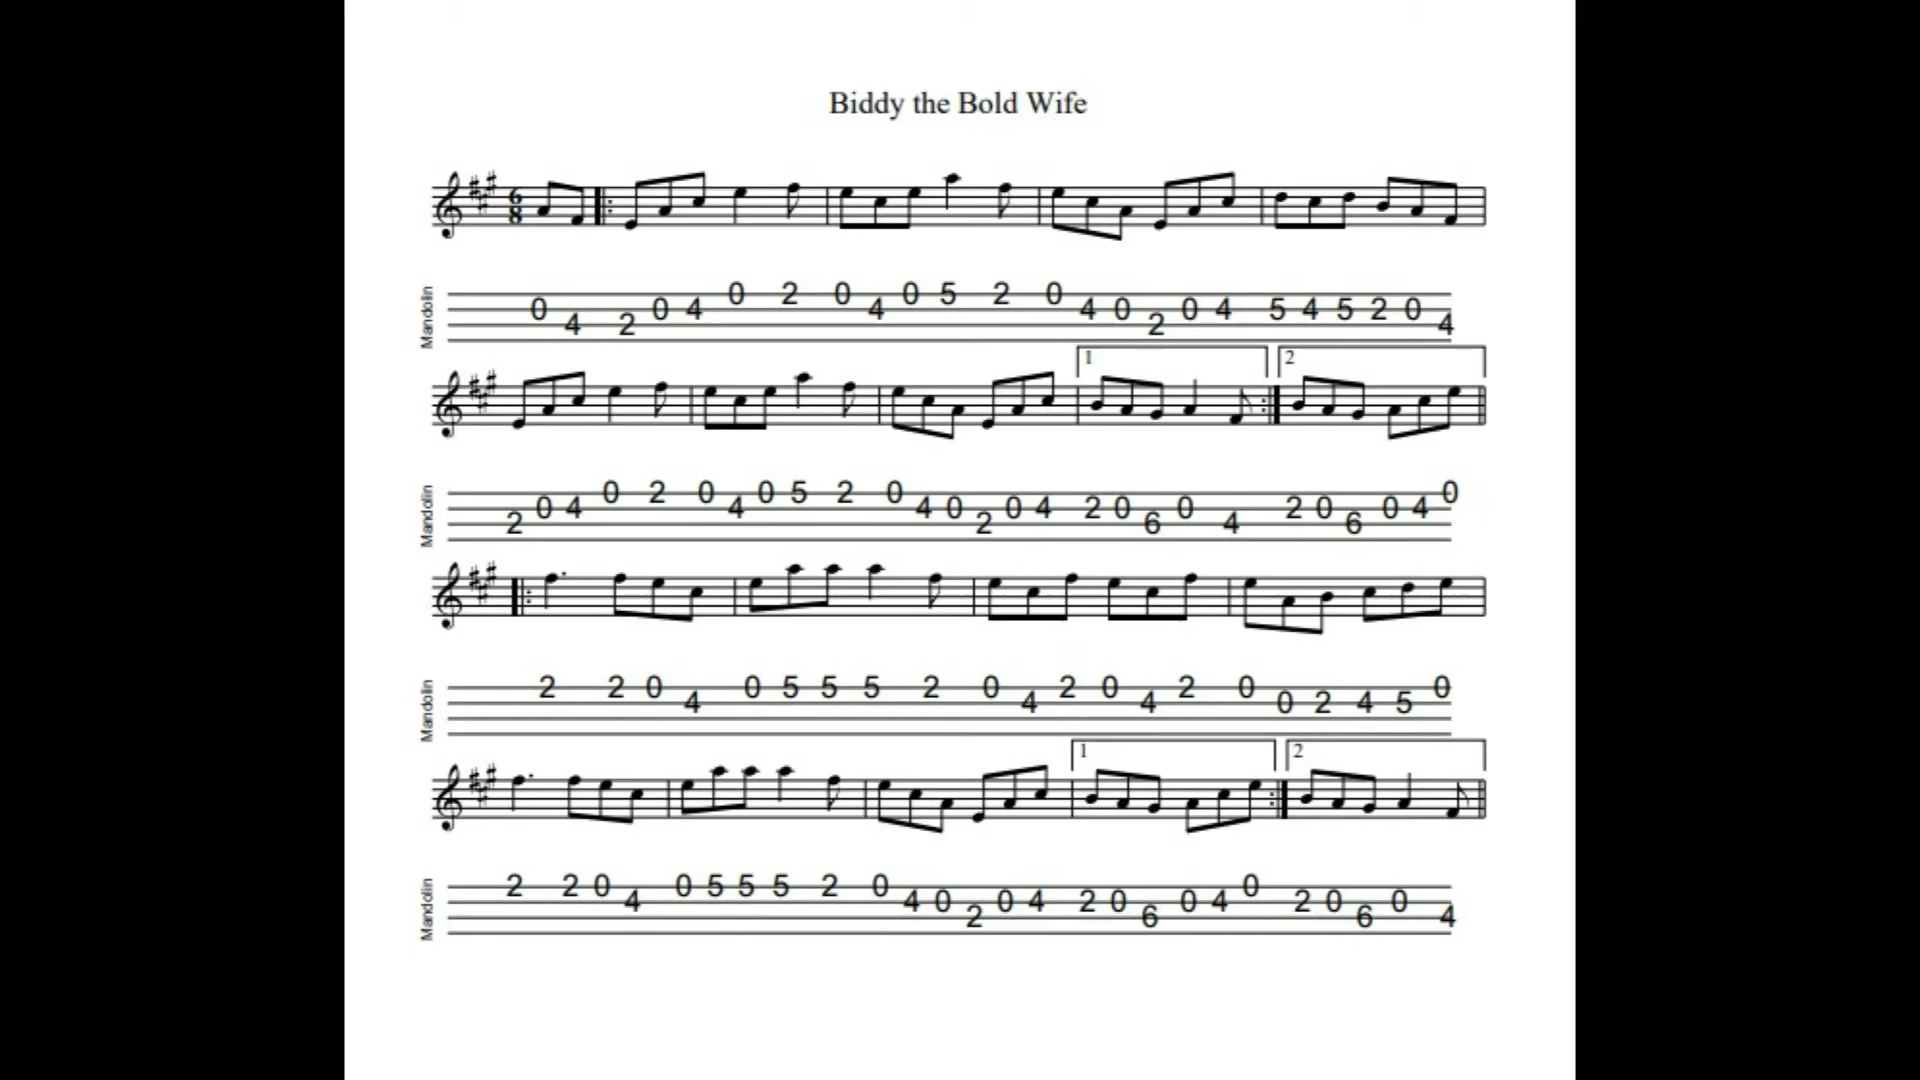 Biddy the Bold Wife
6
8
Mandolin
0 4 2 0 4 0 2 0 4 0 5 2 0 4 0 2 0 4 5 4 5 2 0 4
1 2
Mandolin
2 0 4 0 2 0 4 0 5 2 0 4 0 2 0 4 2 0 6 0 4 2 0 6 0 4 0
Mandolin
2 2 0 4 0 5 5 5 2 0 4 2 0 4 2 0 0 2 4 5 0
1 2
Mandolin
2 2 0 4 0 5 5 5 2 0 4 0 2 0 4 2 0 6 0 4 0 2 0 6 0 4